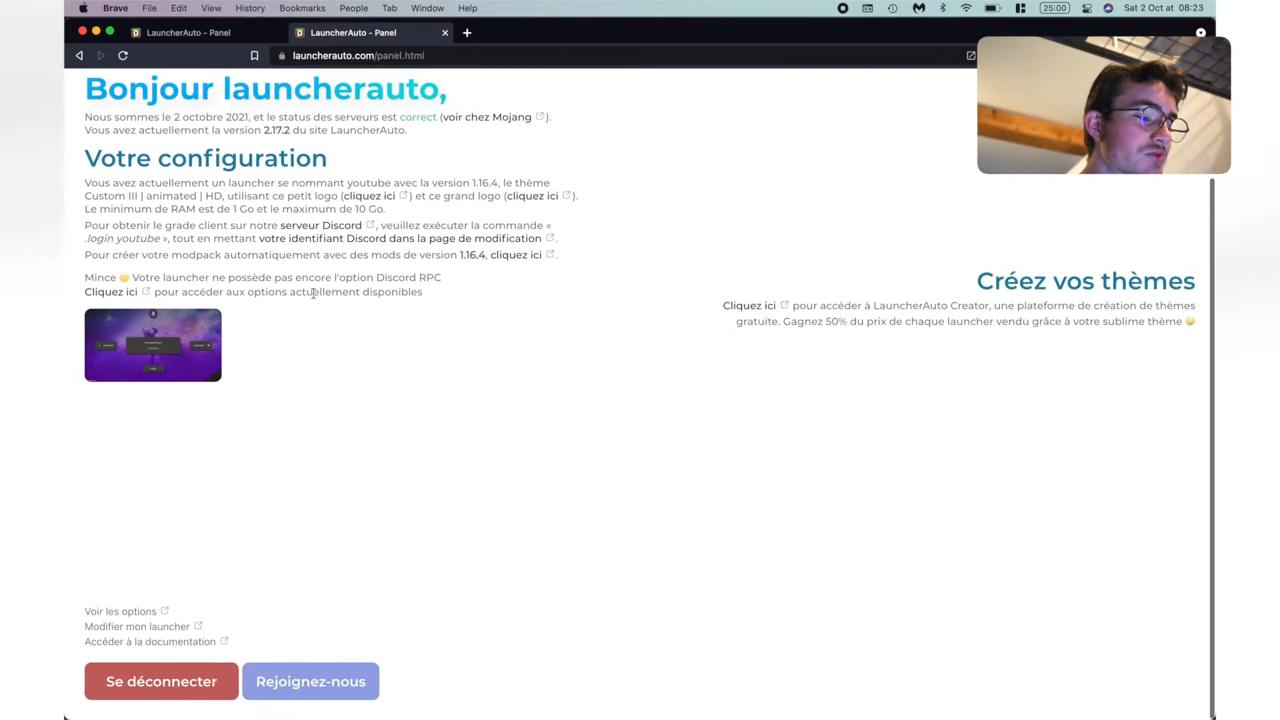 Brave File Edit View History Bookmarks People Tab Window Help 25:00 Sat 2 Oct at 08:23
LauncherAuto - Panel LauncherAuto - Panel
launcherauto.com/panel.html
Bonjour launcherauto,
Nous sommes le 2 octobre 2021, et le status des serveurs est correct (voir chez Mojang ).
Vous avez actuellement la version 2.17.2 du site LauncherAuto.
Votre configuration
Vous avez actuellement un launcher se nommant youtube avec la version 1.16.4, le thème
Custom III | animated | HD, utilisant ce petit logo (cliquez ici ) et ce grand logo (cliquez ici ).
Le minimum de RAM est de 1 Go et le maximum de 10 Go.
Pour obtenir le grade client sur notre serveur Discord , veuillez exécuter la commande «
.login youtube », tout en mettant votre identifiant Discord dans la page de modification .
Pour créer votre modpack automatiquement avec des mods de version 1.16.4, cliquez ici .
Mince Votre launcher ne possède pas encore l'option Discord RPC
Cliquez ici pour accéder aux options actuellement disponibles
Créez vos thèmes
Cliquez ici pour accéder à LauncherAuto Creator, une plateforme de création de thèmes
gratuite. Gagnez 50% du prix de chaque launcher vendu grâce à votre sublime thème
Voir les options
Modifier mon launcher
Accéder à la documentation
Se déconnecter Rejoignez-nous